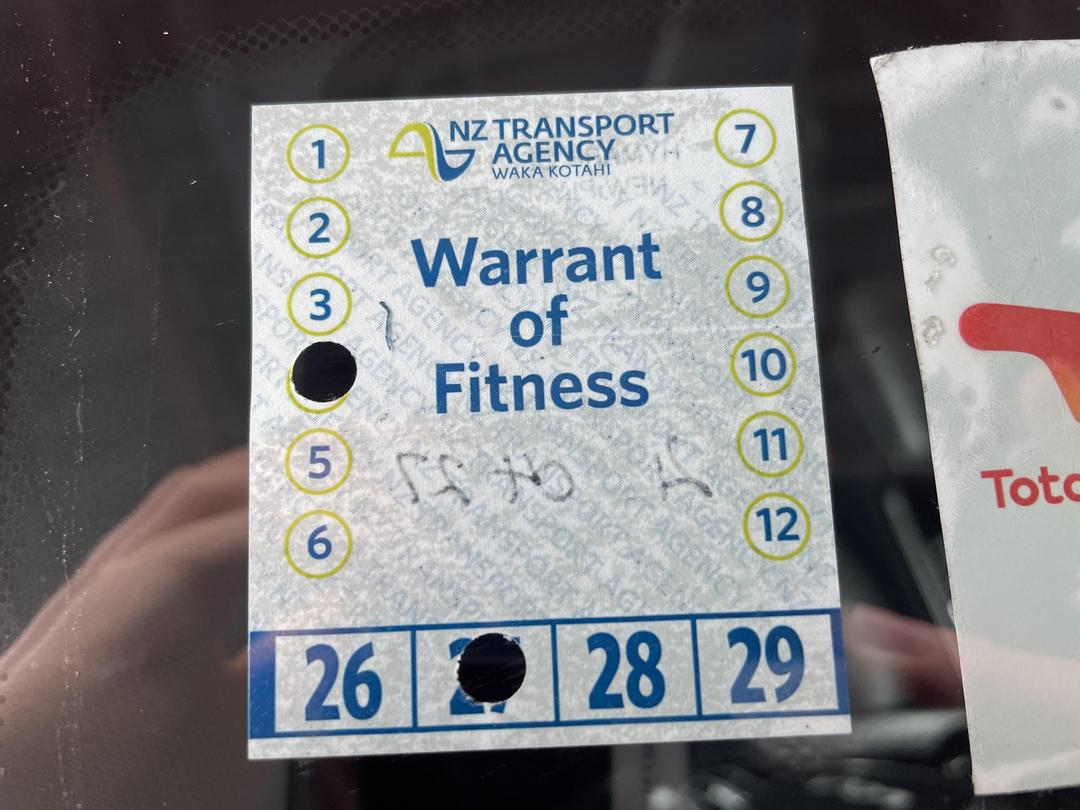 NZ TRANSPORT
AGENCY
WAKA KOTAHI
1
2
3
5
6
7
8
9
10
11
12
Warrant
of
Fitness
26
28
29
Tota